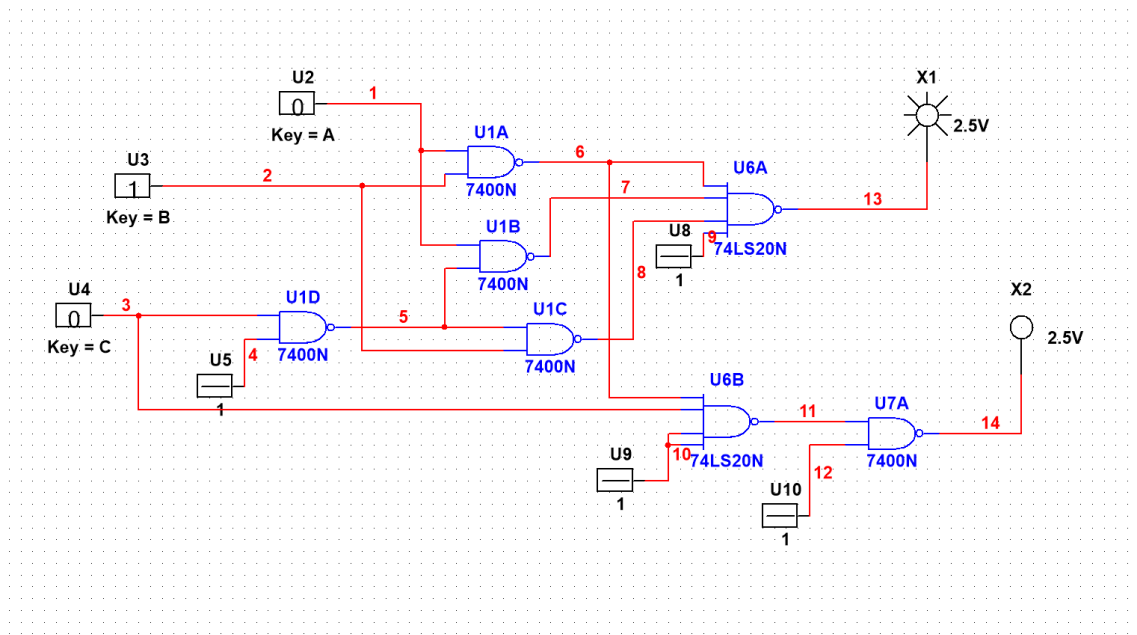 U2
0
Key = A
1
U3
1
Key = B
2
U1A
7400N
6
X1
2.5V
U6A
74LS20N
7
13
U1B
7400N
U8
1
9
8
U4
0
Key = C
3
U1D
7400N
5
U1C
7400N
X2
2.5V
U5
1
4
U6B
74LS20N
11
U7A
7400N
14
U9
1
10
U10
1
12